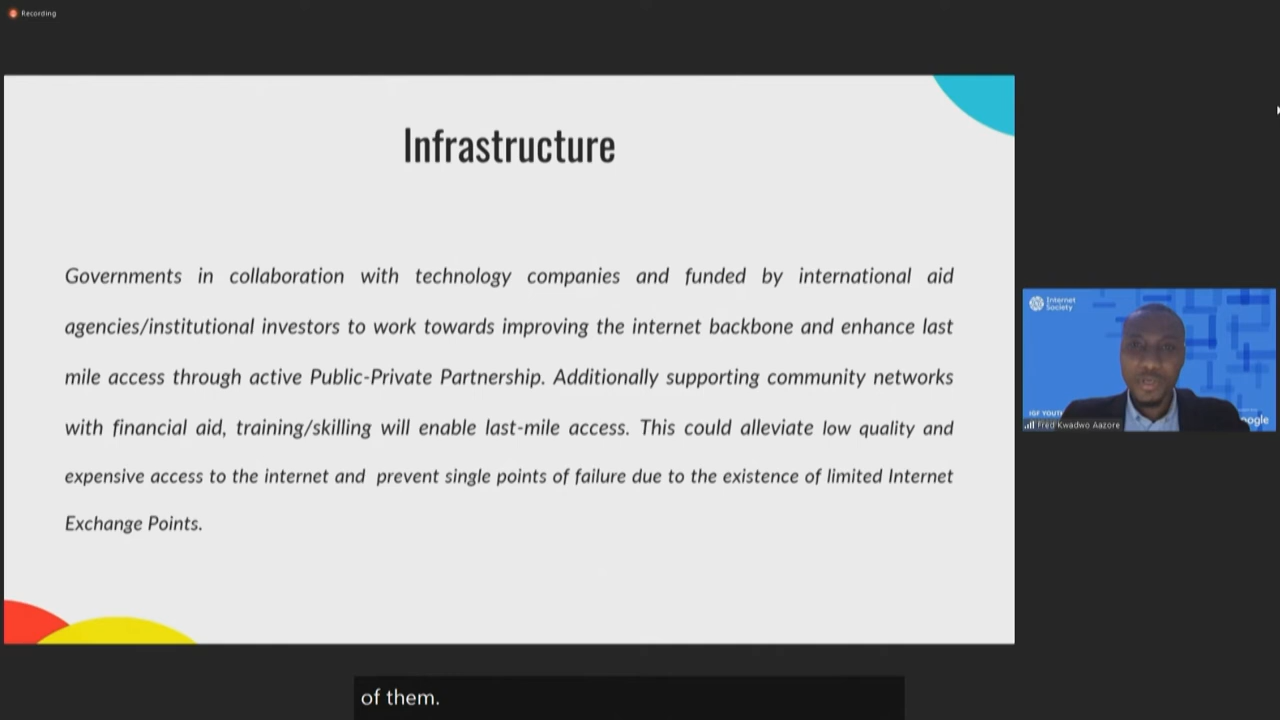 Recording
Infrastructure
Governments in collaboration with technology companies and funded by international aid
agencies/institutional investors to work towards improving the internet backbone and enhance last
mile access through active Public-Private Partnership. Additionally supporting community networks
with financial aid, training/skilling will enable last-mile access. This could alleviate low quality and
expensive access to the internet and prevent single points of failure due to the existence of limited Internet
Exchange Points.
Internet
Society
IGF YOUTH
Fred Kwadwo Aazore
of them.